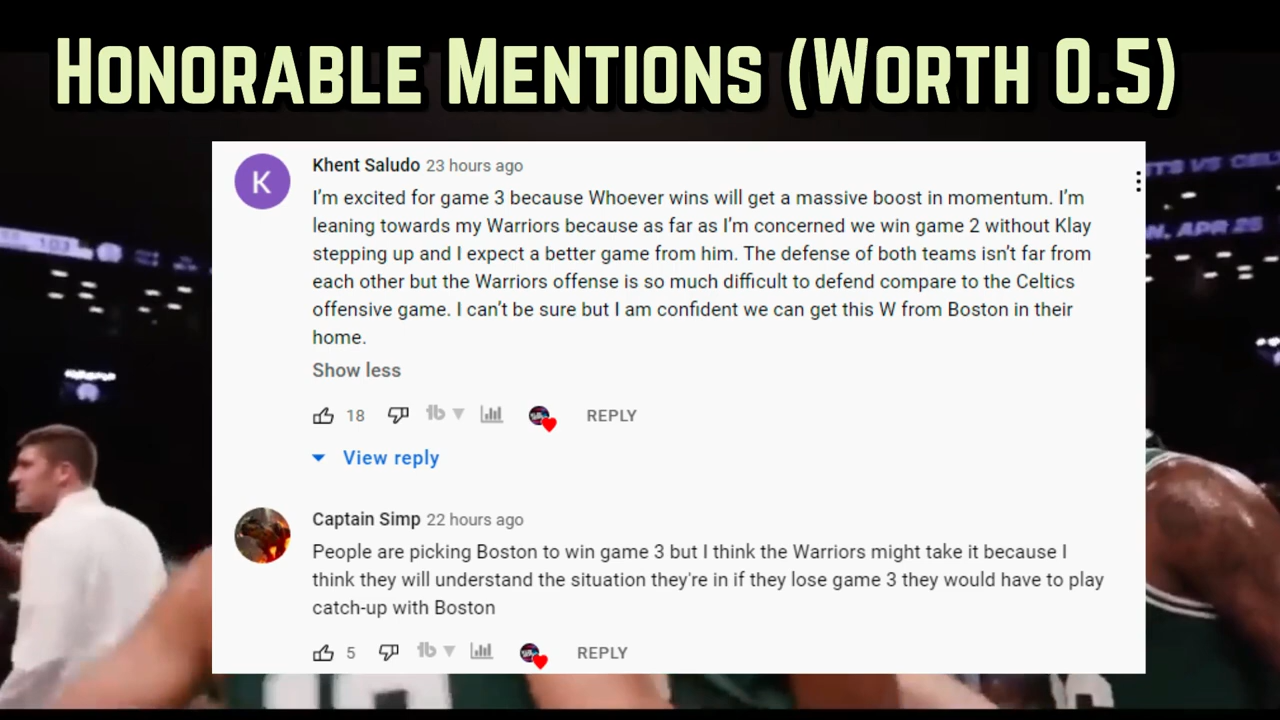 Honorable Mentions (Worth 0.5)
K
Khent Saludo 23 hours ago
I'm excited for game 3 because Whoever wins will get a massive boost in momentum. I'm
leaning towards my Warriors because as far as I'm concerned we win game 2 without Klay
stepping up and I expect a better game from him. The defense of both teams isn't far from
each other but the Warriors offense is so much difficult to defend compare to the Celtics
offensive game. I can't be sure but I am confident we can get this W from Boston in their
home.
Show less
18 REPLY
View reply
Captain Simp 22 hours ago
People are picking Boston to win game 3 but I think the Warriors might take it because I
think they will understand the situation they're in if they lose game 3 they would have to play
catch-up with Boston
5 REPLY
VS
APR 25